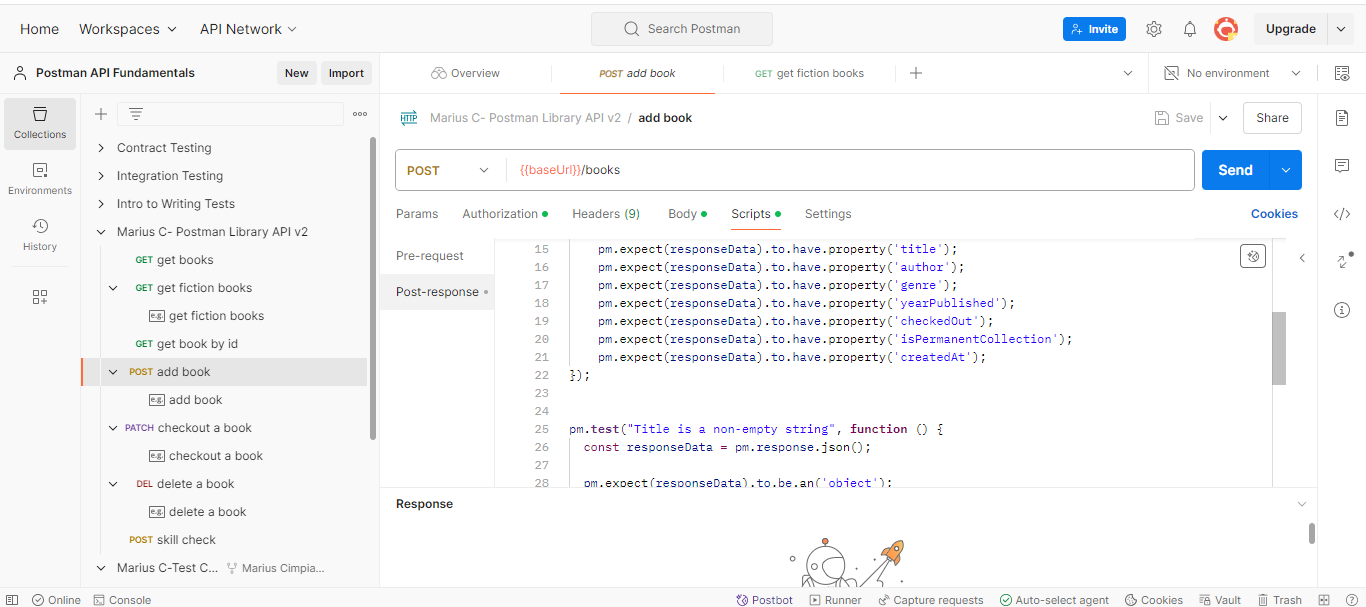 Home Workspaces API Network Search Postman Invite Upgrade
Postman API Fundamentals New Import Overview POST add book GET get fiction books No environment
Collections
Environments
History
Contract Testing
Integration Testing
Intro to Writing Tests
Marius C- Postman Library API v2
GET get books
GET get fiction books
e.g. get fiction books
GET get book by id
POST add book
e.g. add book
PATCH checkout a book
e.g. checkout a book
DEL delete a book
e.g. delete a book
POST skill check
Marius C-Test C... Marius Cimpia...
HTTP Marius C- Postman Library API v2 / add book Save Share
POST {{baseUrl}}/books Send
Params Authorization Headers (9) Body Scripts Settings Cookies
Pre-request
Post-response
15 pm.expect(responseData).to.have.property('title');
16 pm.expect(responseData).to.have.property('author');
17 pm.expect(responseData).to.have.property('genre');
18 pm.expect(responseData).to.have.property('yearPublished');
19 pm.expect(responseData).to.have.property('checkedOut');
20 pm.expect(responseData).to.have.property('isPermanentCollection');
21 pm.expect(responseData).to.have.property('createdAt');
22 });
23
24
25 pm.test("Title is a non-empty string", function () {
26 const responseData = pm.response.json();
27
28 pm.expect(responseData).to.be.an('object');
Response
Online Console Postbot Runner Capture requests Auto-select agent Cookies Vault Trash